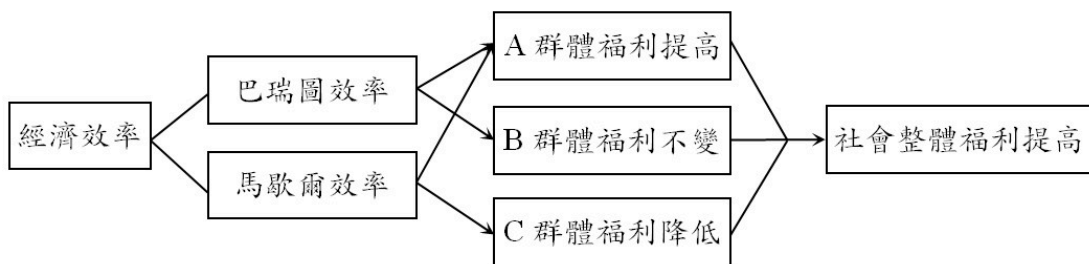 經濟效率
巴瑞圖效率
馬歇爾效率
A 群體福利提高
B 群體福利不變
C 群體福利降低
社會整體福利提高